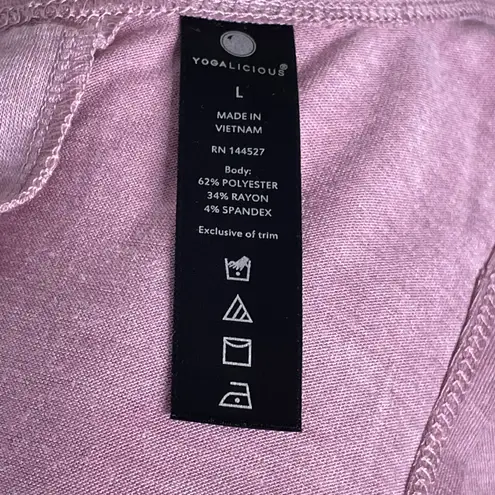 YOGALICIOUS®
L
MADE IN
VIETNAM
RN 144527
Body:
62% POLYESTER
34% RAYON
4% SPANDEX
Exclusive of trim